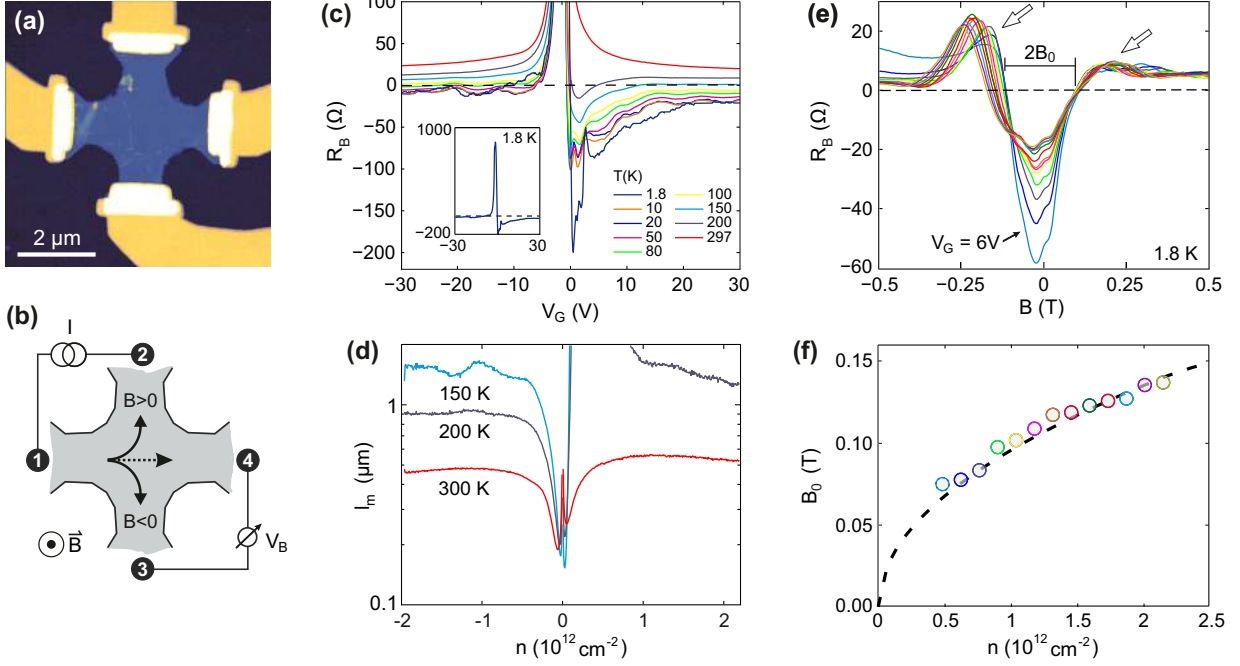 (a)
2 µm
(b)
I
1
2
3
4
B>0
B<0
B
V_B
(c)
R_B (Ω)
100
50
0
−50
−100
−150
−200
−30
−20
−10
0
10
20
30
V_G (V)
1000
−200
−30
30
1.8 K
T(K)
1.8 100
10 150
20 200
50 297
80
(d)
l_m (µm)
1
0.1
150 K
200 K
300 K
-2
-1
0
1
2
n (10^12 cm^-2)
(e)
R_B (Ω)
20
0
−20
−40
−60
2B_0
V_G = 6V
1.8 K
−0.5
−0.25
0
0.25
0.5
B (T)
(f)
B_0 (T)
0.15
0.10
0.05
0.00
0
0.5
1
1.5
2
2.5
n (10^12 cm^-2)